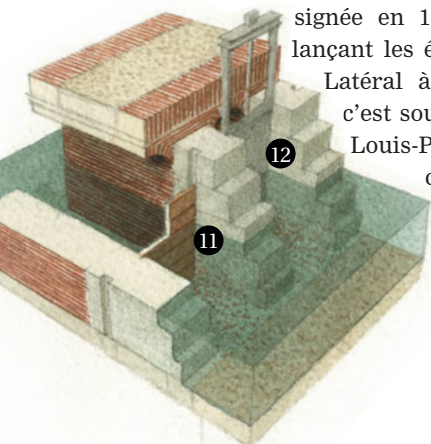 signée en 1
lançant les é
Latéral à
c'est sou
Louis-P
12
11